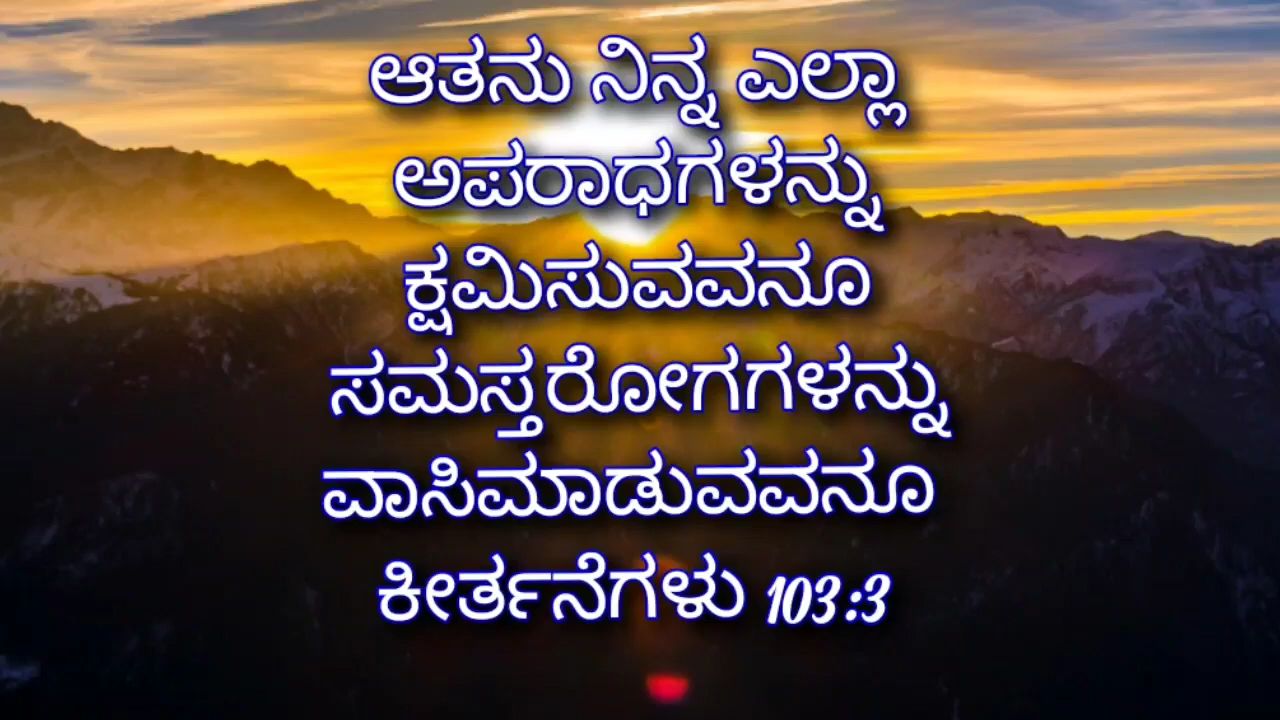 ಆತನು ನಿನ್ನ ಎಲ್ಲಾ
ಅಪರಾಧಗಳನ್ನು
ಕ್ಷಮಿಸುವವನೂ
ಸಮಸ್ತರೋಗಗಳನ್ನು
ವಾಸಿಮಾಡುವವನೂ
ಕೀರ್ತನೆಗಳು 103:3